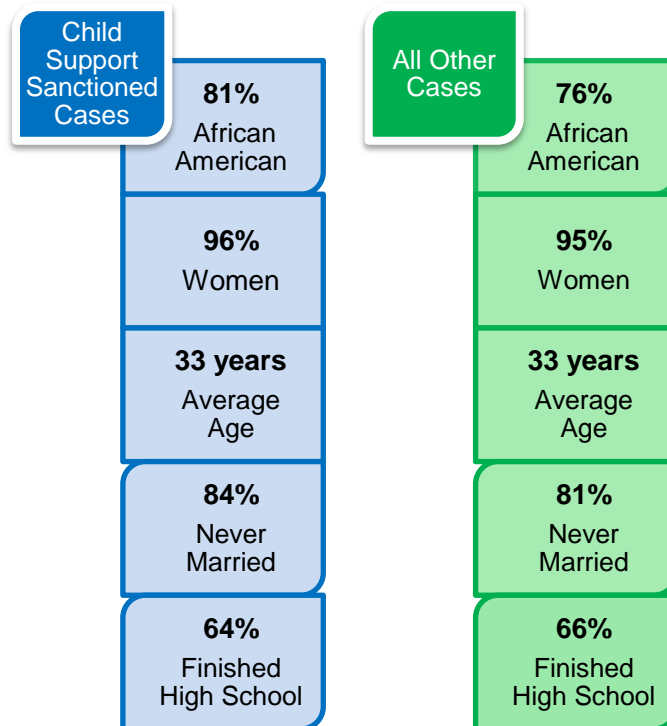 Child
Support
Sanctioned
Cases
81%
African
American
96%
Women
33 years
Average
Age
84%
Never
Married
64%
Finished
High School
All Other
Cases
76%
African
American
95%
Women
33 years
Average
Age
81%
Never
Married
66%
Finished
High School